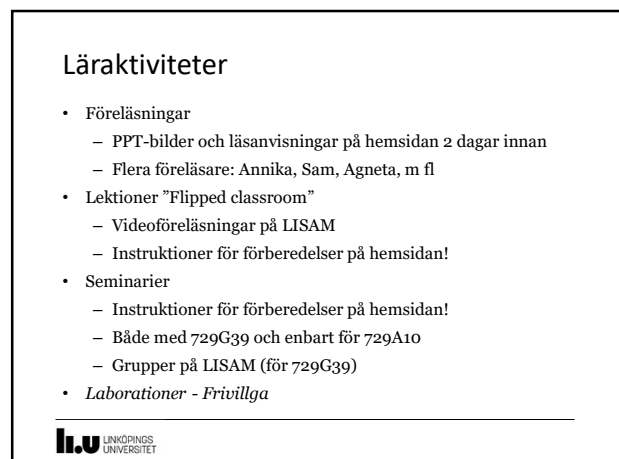 Läraktiviteter
• Föreläsningar
– PPT-bilder och läsanvisningar på hemsidan 2 dagar innan
– Flera föreläsare: Annika, Sam, Agneta, m fl
• Lektioner ”Flipped classroom”
– Videoföreläsningar på LISAM
– Instruktioner för förberedelser på hemsidan!
• Seminarier
– Instruktioner för förberedelser på hemsidan!
– Både med 729G39 och enbart för 729A10
– Grupper på LISAM (för 729G39)
• Laborationer - Frivillga
li.u LINKÖPINGS
UNIVERSITET